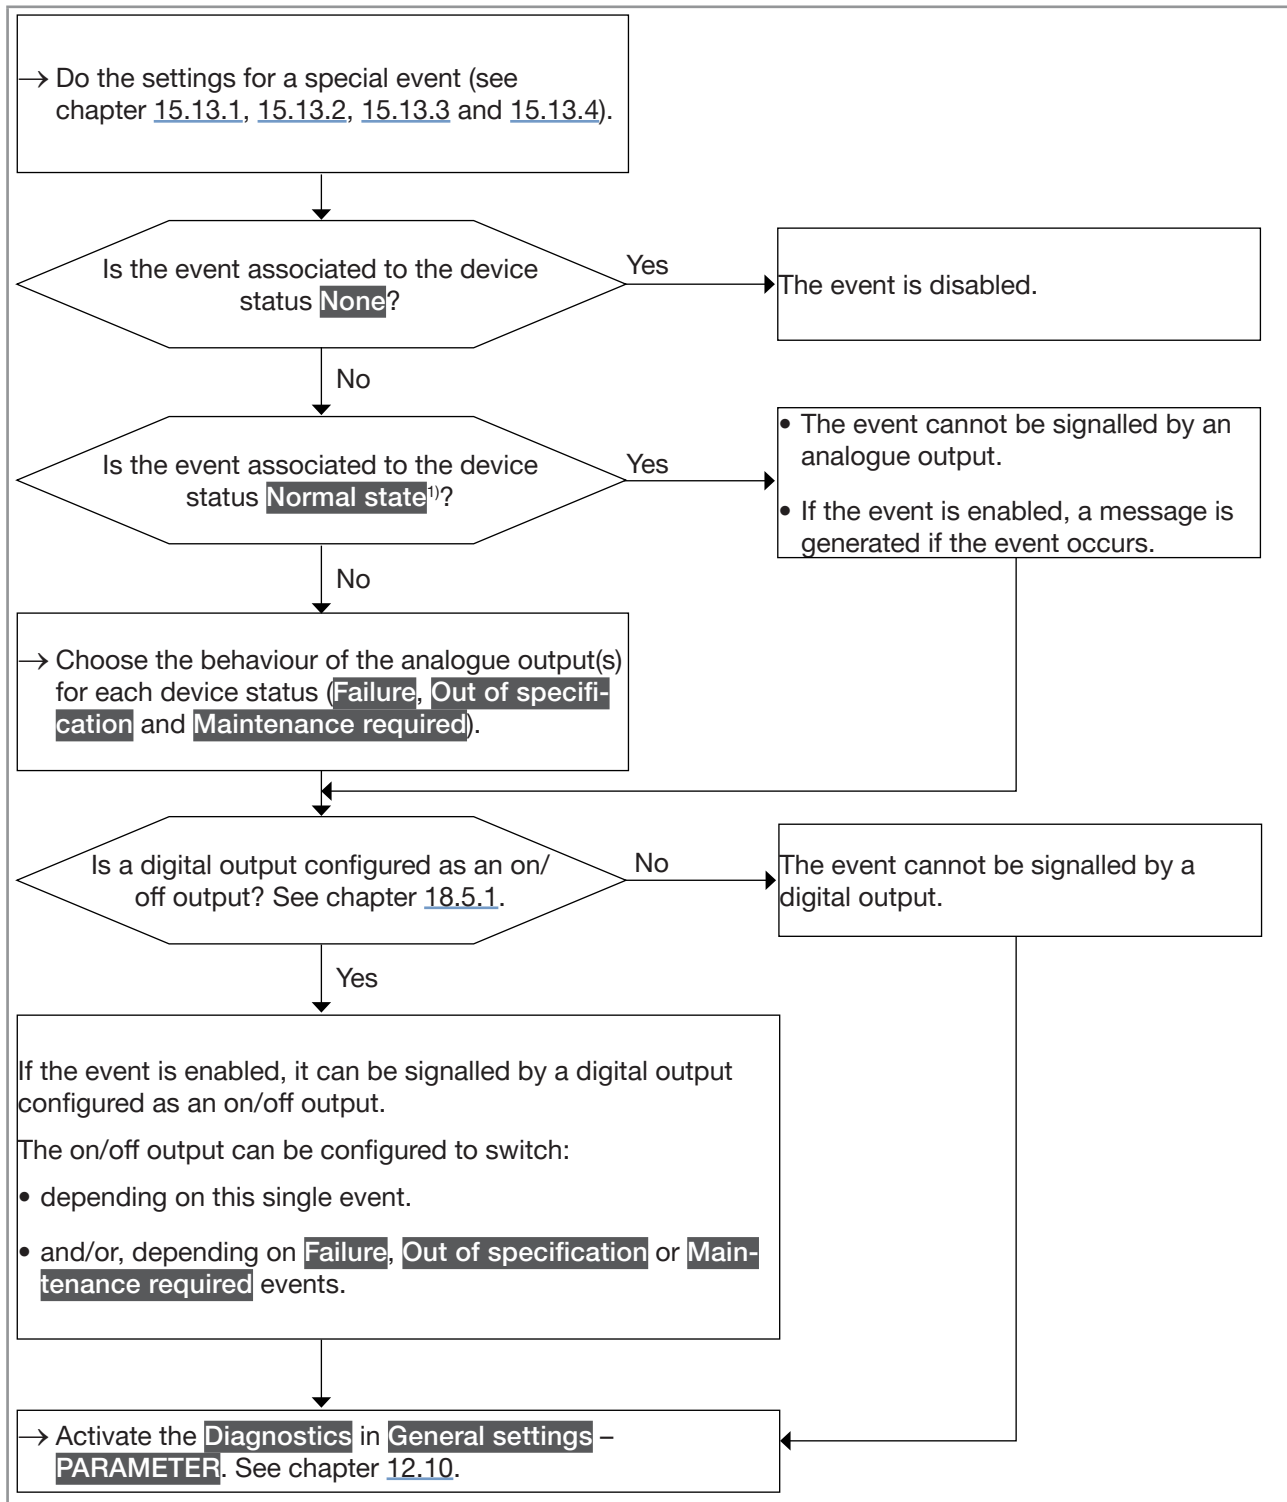 → Do the settings for a special event (see
chapter 15.13.1, 15.13.2, 15.13.3 and 15.13.4).
Is the event associated to the device
status None?
Yes
The event is disabled.
No
Is the event associated to the device
status Normal state¹⁾?
Yes
• The event cannot be signalled by an
analogue output.
• If the event is enabled, a message is
generated if the event occurs.
No
→ Choose the behaviour of the analogue output(s)
for each device status (Failure, Out of specifi-
cation and Maintenance required).
Is a digital output configured as an on/
off output? See chapter 18.5.1.
No
The event cannot be signalled by a
digital output.
Yes
If the event is enabled, it can be signalled by a digital output
configured as an on/off output.
The on/off output can be configured to switch:
• depending on this single event.
• and/or, depending on Failure, Out of specification or Main-
tenance required events.
→ Activate the Diagnostics in General settings –
PARAMETER. See chapter 12.10.